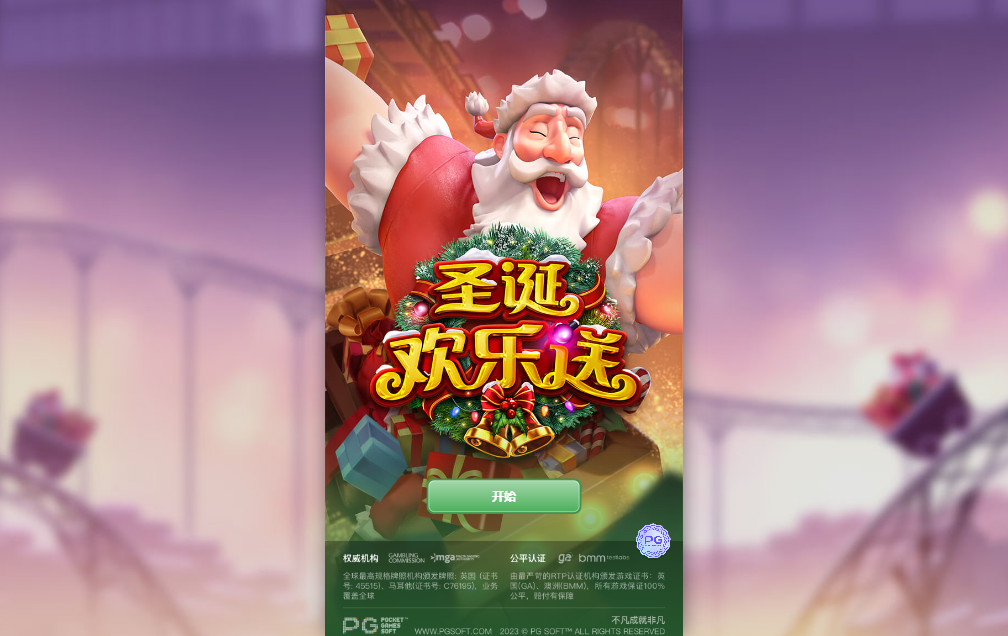 圣诞
欢乐送
开始
PG
权威机构 GAMBLING COMMISSION mga
公平认证 ga bmm testlabs
全球最高规格牌照机构颁发牌照: 英国 (证书
号: 45515)、马耳他(证书号: C76195), 业务
覆盖全球
由最严苛的RTP认证机构颁发游戏证书: 英
国(GA)、澳洲(BMM), 所有游戏保证100%
公平, 赔付有保障
PG POCKET GAMES SOFT™
不凡成就非凡
WWW.PGSOFT.COM 2023 © PG SOFT™ ALL RIGHTS RESERVED